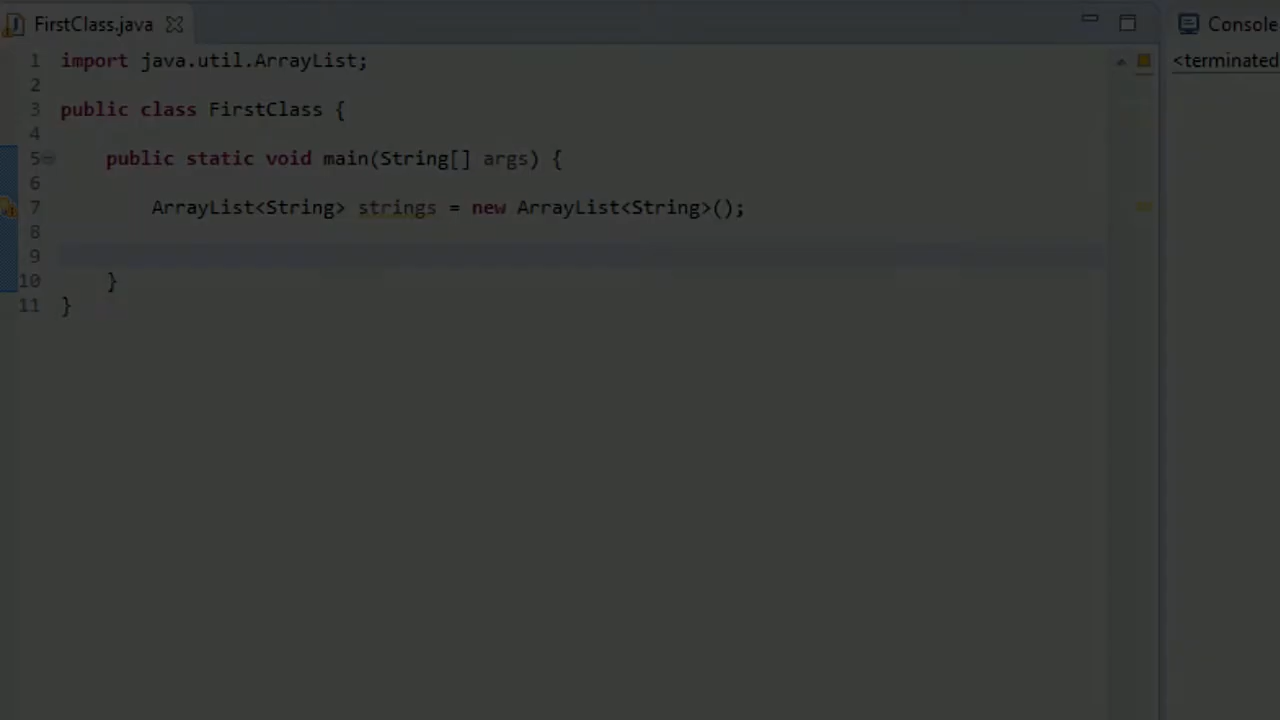 FirstClass.java
Console
<terminated
1 import java.util.ArrayList;
2
3 public class FirstClass {
4
5 public static void main(String[] args) {
6
7 ArrayList<String> strings = new ArrayList<String>();
8
9
10 }
11 }